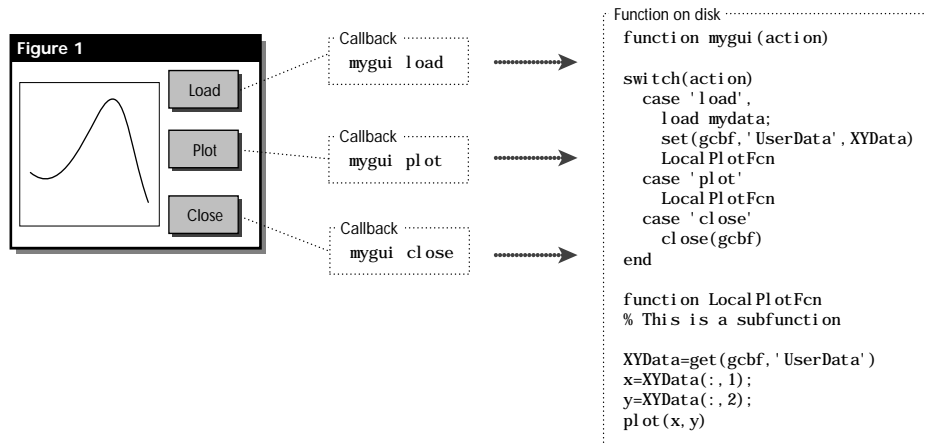 Figure 1
Load
Plot
Close
Callback
mygui load
Callback
mygui plot
Callback
mygui close
Function on disk
function mygui(action)
switch(action)
case 'load',
load mydata;
set(gcbf,'UserData',XYData)
LocalPlotFcn
case 'plot'
LocalPlotFcn
case 'close'
close(gcbf)
end
function LocalPlotFcn
% This is a subfunction
XYData=get(gcbf,'UserData')
x=XYData(:,1);
y=XYData(:,2);
plot(x,y)